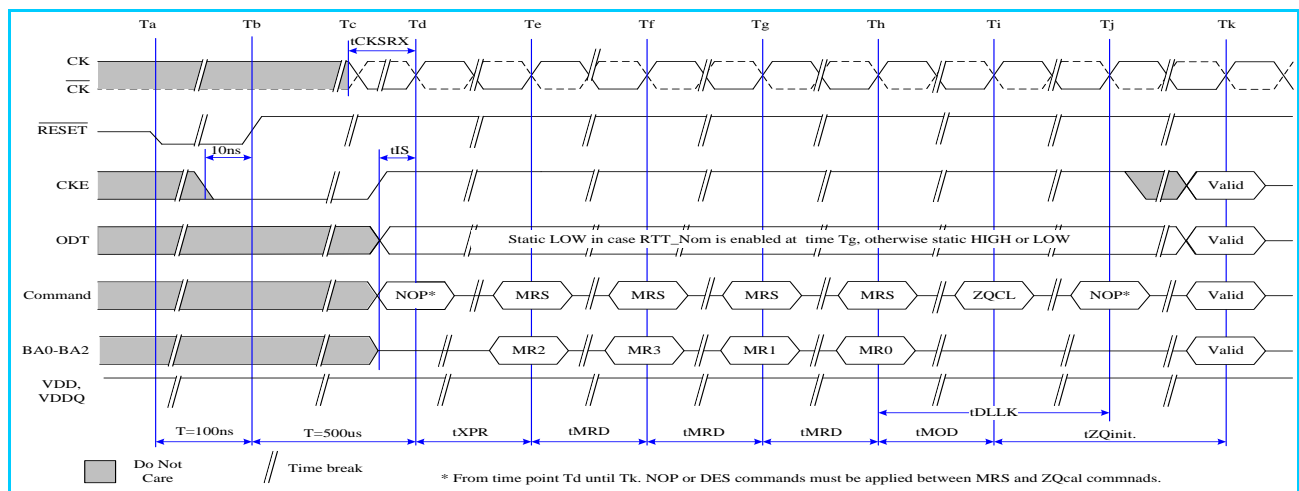 Ta Tb Tc Td Te Tf Tg Th Ti Tj Tk
tCKSRX
CK
CK
RESET
10ns tIS
CKE Valid
ODT Static LOW in case RTT_Nom is enabled at time Tg, otherwise static HIGH or LOW Valid
Command NOP* MRS MRS MRS MRS ZQCL NOP* Valid
BA0-BA2 MR2 MR3 MR1 MR0 Valid
VDD,
VDDQ
tDLLK
T=100ns T=500us tXPR tMRD tMRD tMRD tMOD tZQinit.
Do Not
Care
Time break
* From time point Td until Tk. NOP or DES commands must be applied between MRS and ZQcal commnads.